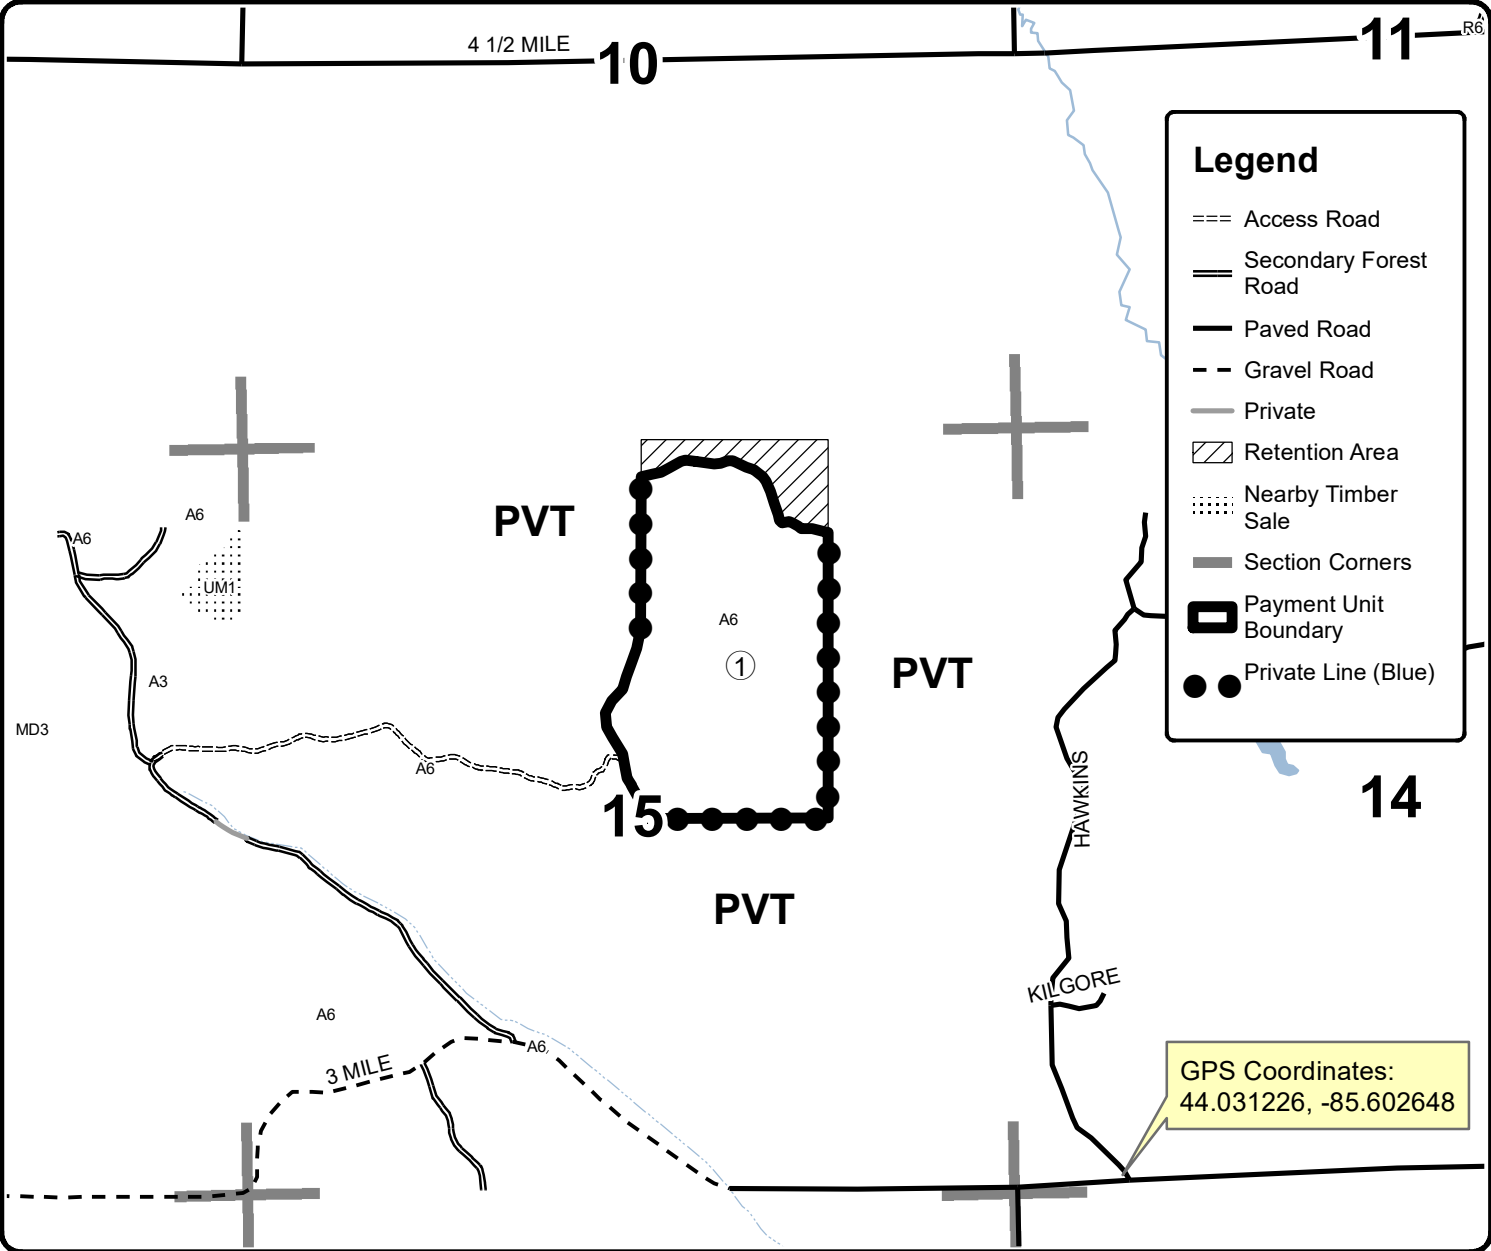 4 1/2 MILE
10
11
R6
Legend
Access Road
Secondary Forest
Road
Paved Road
Gravel Road
Private
Retention Area
Nearby Timber
Sale
Section Corners
Payment Unit
Boundary
Private Line (Blue)
A6
A6
UM1
PVT
A6
1
PVT
A3
MD3
A6
15
HAWKINS
14
PVT
KILGORE
A6
A6
3 MILE
GPS Coordinates:
44.031226, -85.602648